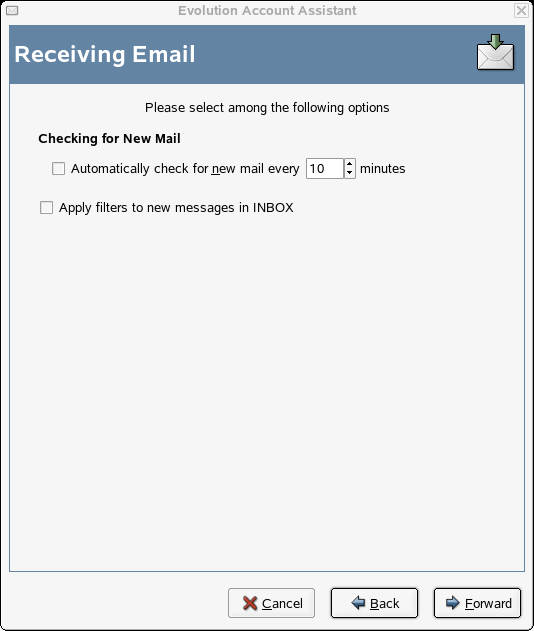 Evolution Account Assistant
Receiving Email
Please select among the following options
Checking for New Mail
Automatically check for new mail every 10 minutes
Apply filters to new messages in INBOX
Cancel Back Forward